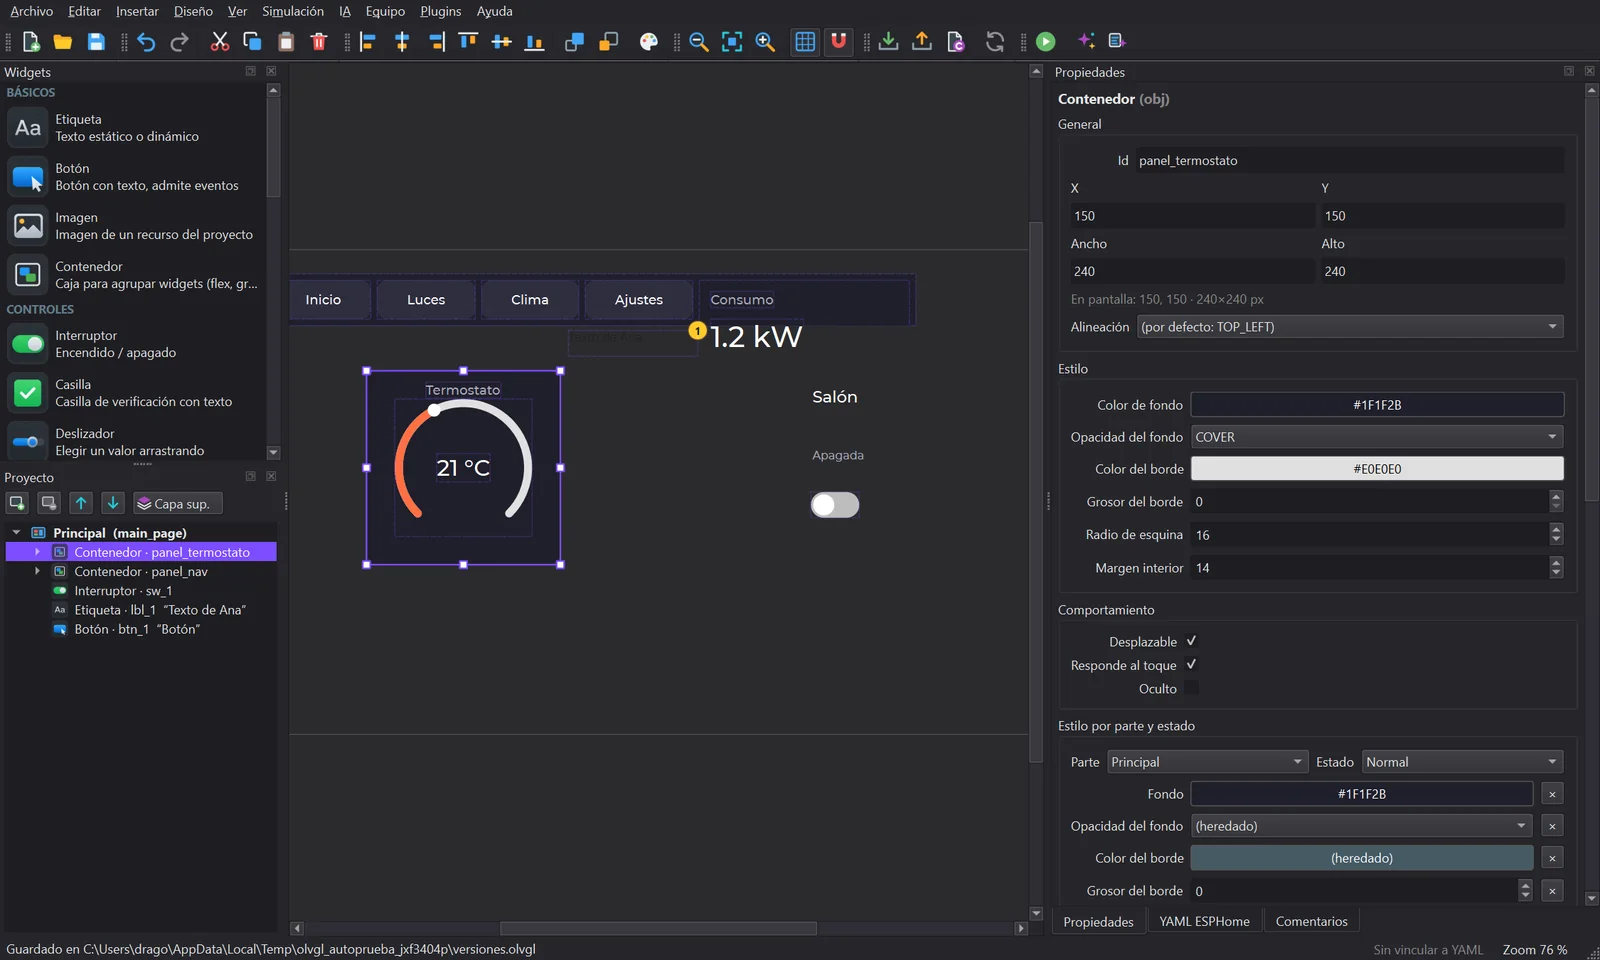 Archivo Editar Insertar Diseño Ver Simulación IA Equipo Plugins Ayuda
Widgets
BÁSICOS
Etiqueta
Texto estático o dinámico
Botón
Botón con texto, admite eventos
Imagen
Imagen de un recurso del proyecto
Contenedor
Caja para agrupar widgets (flex, gr...
CONTROLES
Interruptor
Encendido / apagado
Casilla
Casilla de verificación con texto
Deslizador
Elegir un valor arrastrando
Proyecto
Capa sup.
Principal (main_page)
Contenedor · panel_termostato
Contenedor · panel_nav
Interruptor · sw_1
Aa Etiqueta · lbl_1 “Texto de Ana”
Botón · btn_1 “Botón”
Inicio Luces Clima Ajustes Consumo
Texto de Ana 1 1.2 kW
Termostato
21 °C
Salón
Apagada
Propiedades
Contenedor (obj)
General
Id panel_termostato
X Y
150 150
Ancho Alto
240 240
En pantalla: 150, 150 · 240×240 px
Alineación (por defecto: TOP_LEFT)
Estilo
Color de fondo #1F1F2B
Opacidad del fondo COVER
Color del borde #E0E0E0
Grosor del borde 0
Radio de esquina 16
Margen interior 14
Comportamiento
Desplazable
Responde al toque
Oculto
Estilo por parte y estado
Parte Principal Estado Normal
Fondo #1F1F2B
Opacidad del fondo (heredado)
Color del borde (heredado)
Grosor del borde 0
Propiedades YAML ESPHome Comentarios
Guardado en C:\Users\drago\AppData\Local\Temp\olvgl_autoprueba_jxf3404p\versiones.olvgl
Sin vincular a YAML Zoom 76 %